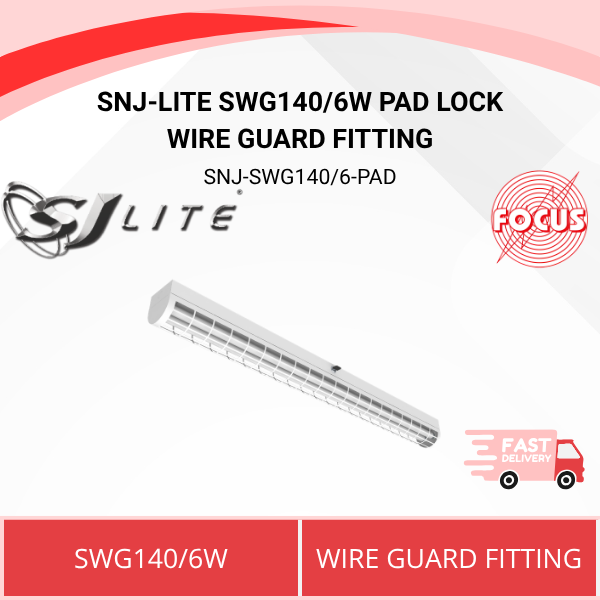 SNJ-LITE SWG140/6W PAD LOCK
WIRE GUARD FITTING
SNJ-SWG140/6-PAD
SJ LITE®
FOCUS
FAST
DELIVERY
SWG140/6W
WIRE GUARD FITTING